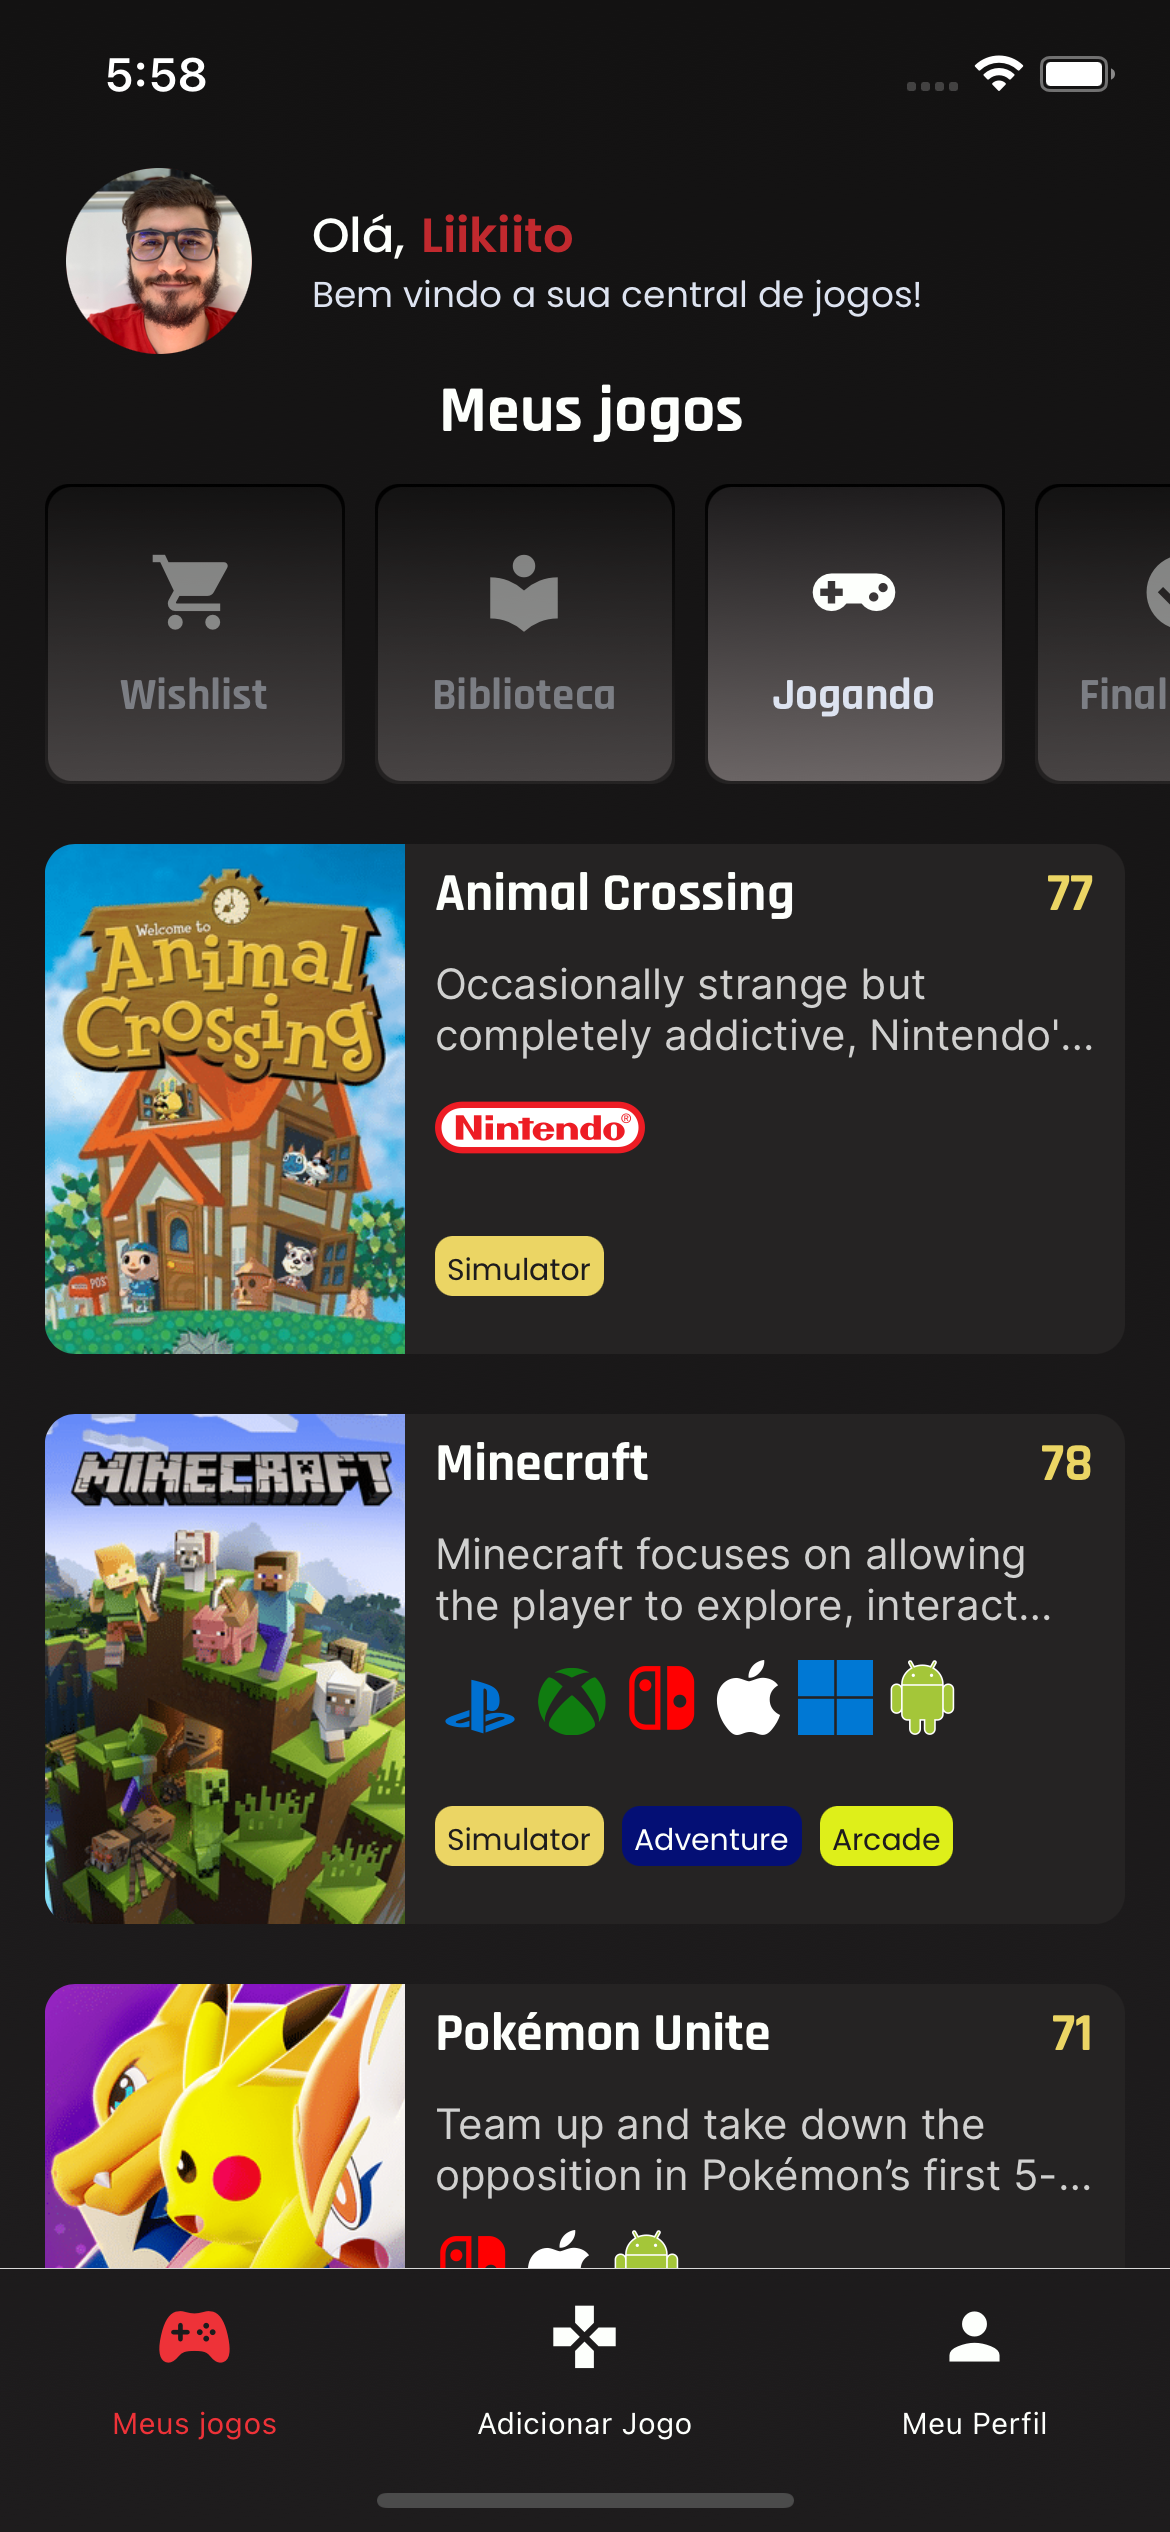 5:58
Olá, Liikiito
Bem vindo a sua central de jogos!
Meus jogos
Wishlist
Biblioteca
Jogando
Final
Welcome to
Animal
Crossing
POST
Animal Crossing
77
Occasionally strange but
completely addictive, Nintendo'...
Nintendo®
Simulator
MINECRAFT
Minecraft
78
Minecraft focuses on allowing
the player to explore, interact...
Simulator
Adventure
Arcade
Pokémon Unite
71
Team up and take down the
opposition in Pokémon’s first 5-...
Meus jogos
Adicionar Jogo
Meu Perfil